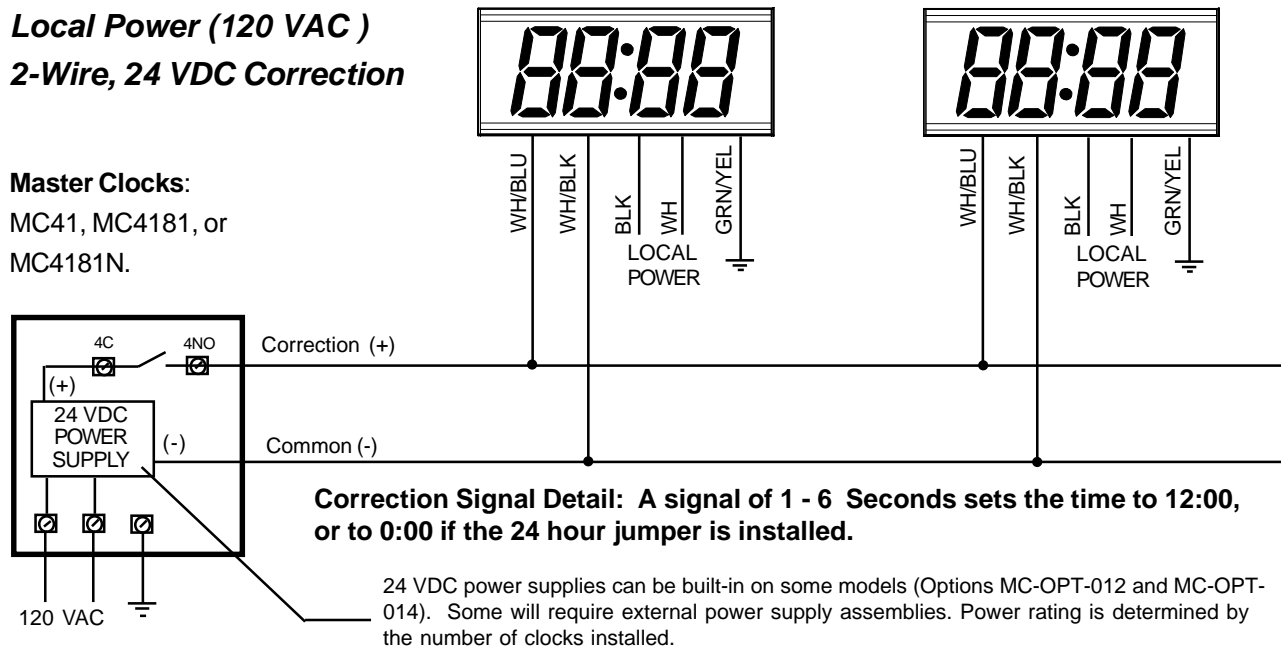 Local Power (120 VAC )
2-Wire, 24 VDC Correction
Master Clocks:
MC41, MC4181, or
MC4181N.
88:88
WH/BLU
WH/BLK
BLK
WH
GRN/YEL
LOCAL
POWER
88:88
WH/BLU
WH/BLK
BLK
WH
GRN/YEL
LOCAL
POWER
4C
4NO
Correction (+)
(+)
24 VDC
POWER
SUPPLY
(-)
Common (-)
120 VAC
Correction Signal Detail: A signal of 1 - 6 Seconds sets the time to 12:00,
or to 0:00 if the 24 hour jumper is installed.
24 VDC power supplies can be built-in on some models (Options MC-OPT-012 and MC-OPT-
014). Some will require external power supply assemblies. Power rating is determined by
the number of clocks installed.